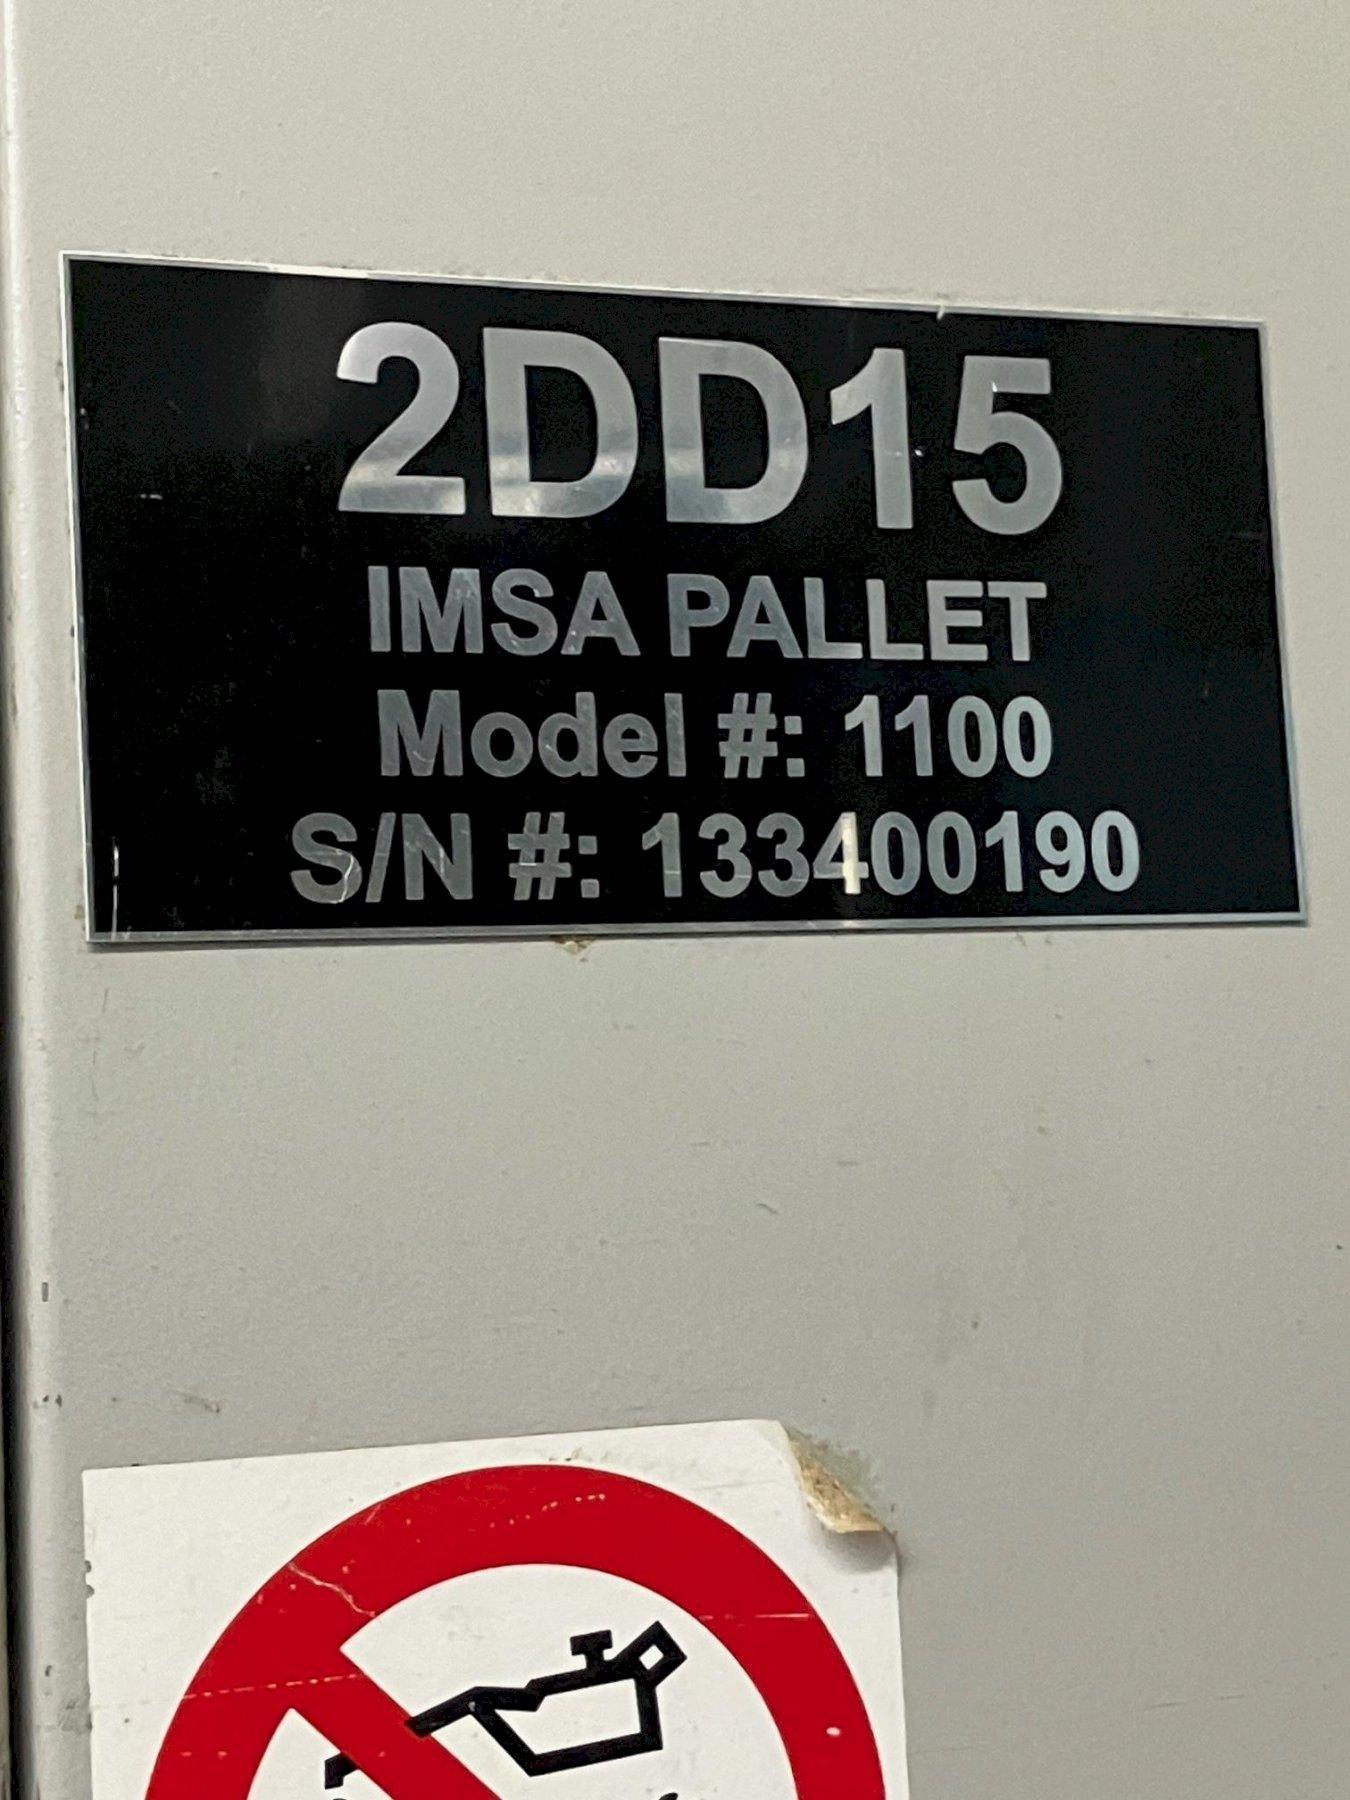 2DD15
IMSA PALLET
Model #: 1100
S/N #: 133400190